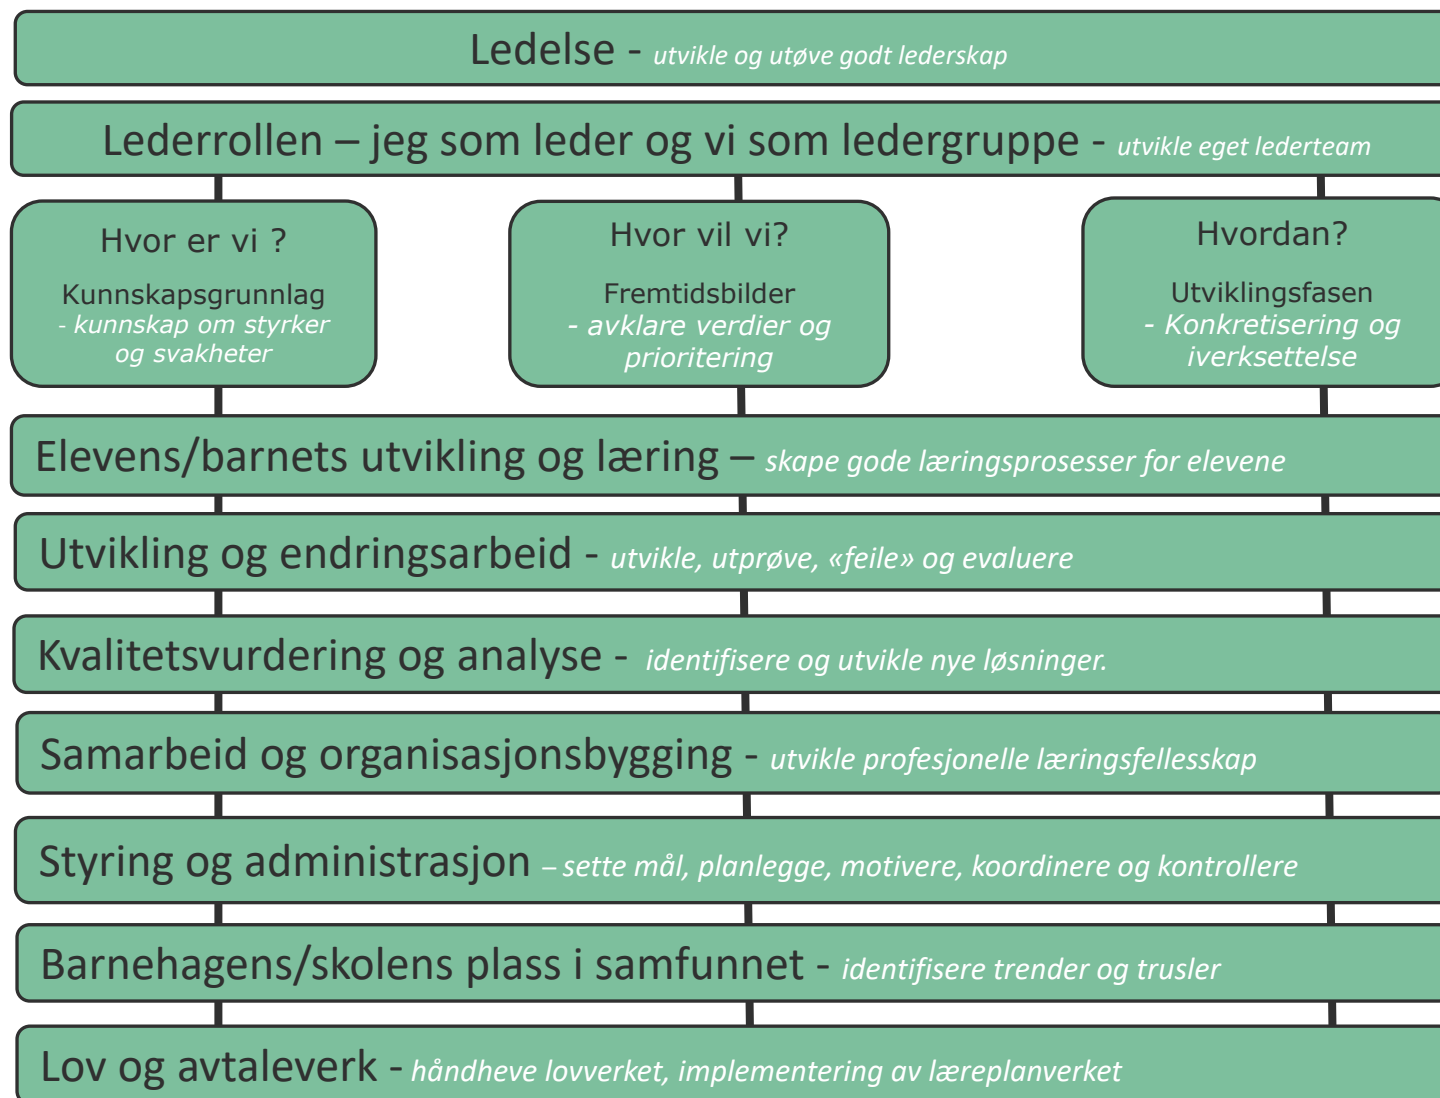 Ledelse - utvikle og utøve godt lederskap
Lederrollen – jeg som leder og vi som ledergruppe - utvikle eget lederteam
Hvor er vi ?
Kunnskapsgrunnlag
- kunnskap om styrker
og svakheter
Hvor vil vi?
Fremtidsbilder
- avklare verdier og
prioritering
Hvordan?
Utviklingsfasen
- Konkretisering og
iverksettelse
Elevens/barnets utvikling og læring – skape gode læringsprosesser for elevene
Utvikling og endringsarbeid - utvikle, utprøve, «feile» og evaluere
Kvalitetsvurdering og analyse - identifisere og utvikle nye løsninger.
Samarbeid og organisasjonsbygging - utvikle profesjonelle læringsfellesskap
Styring og administrasjon – sette mål, planlegge, motivere, koordinere og kontrollere
Barnehagens/skolens plass i samfunnet - identifisere trender og trusler
Lov og avtaleverk - håndheve lovverket, implementering av læreplanverket